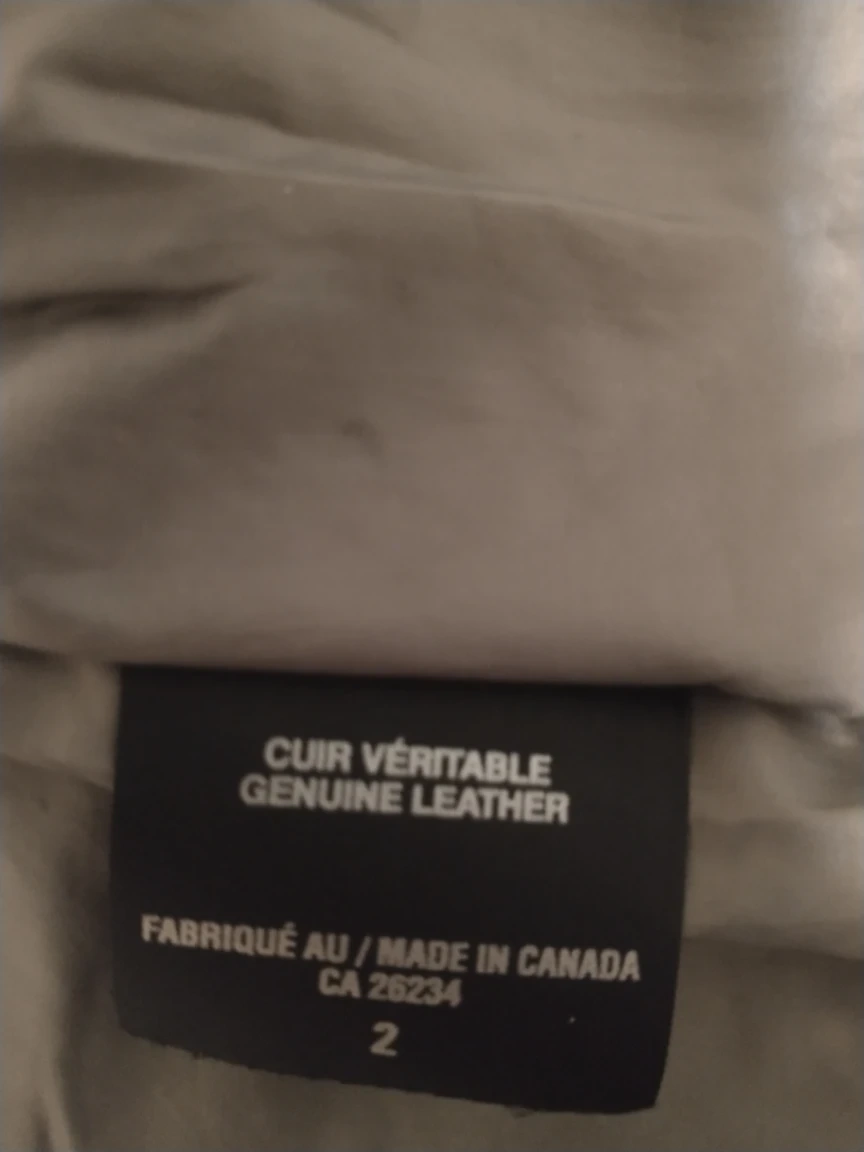 CUIR VÉRITABLE
GENUINE LEATHER
FABRIQUÉ AU / MADE IN CANADA
CA 26234
2